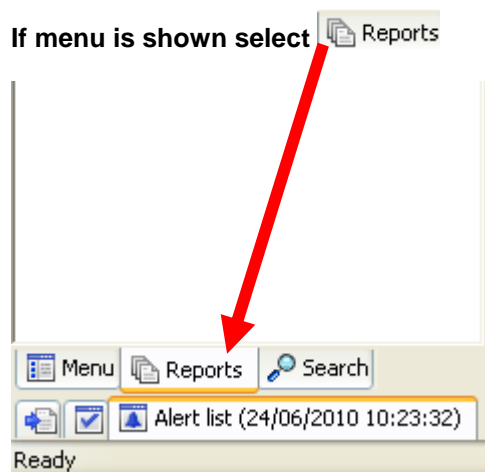 If menu is shown select Reports
Menu Reports Search
Alert list (24/06/2010 10:23:32)
Ready